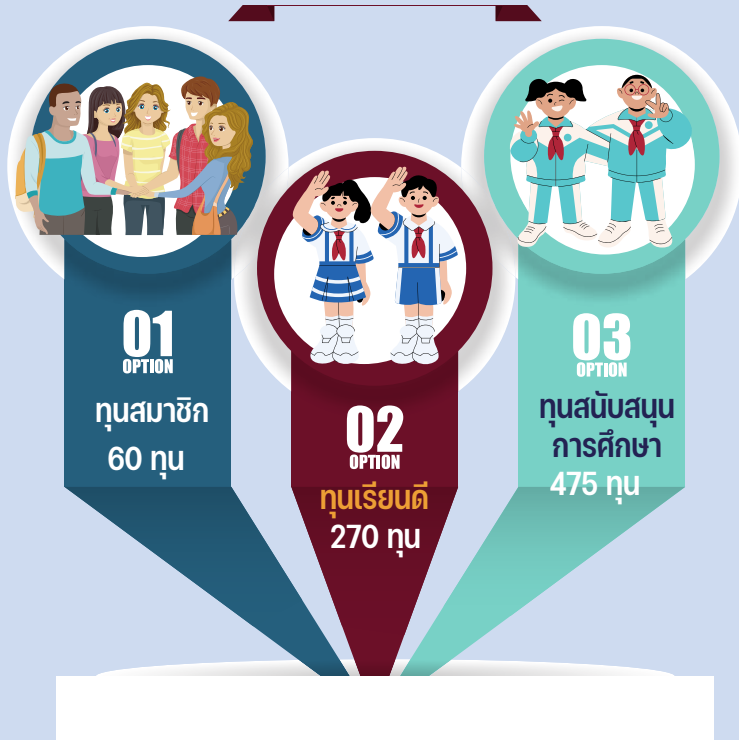 01
OPTION
ทุนสมาชิก
60 ทุน
02
OPTION
ทุนเรียนดี
270 ทุน
03
OPTION
ทุนสนับสนุน
การศึกษา
475 ทุน